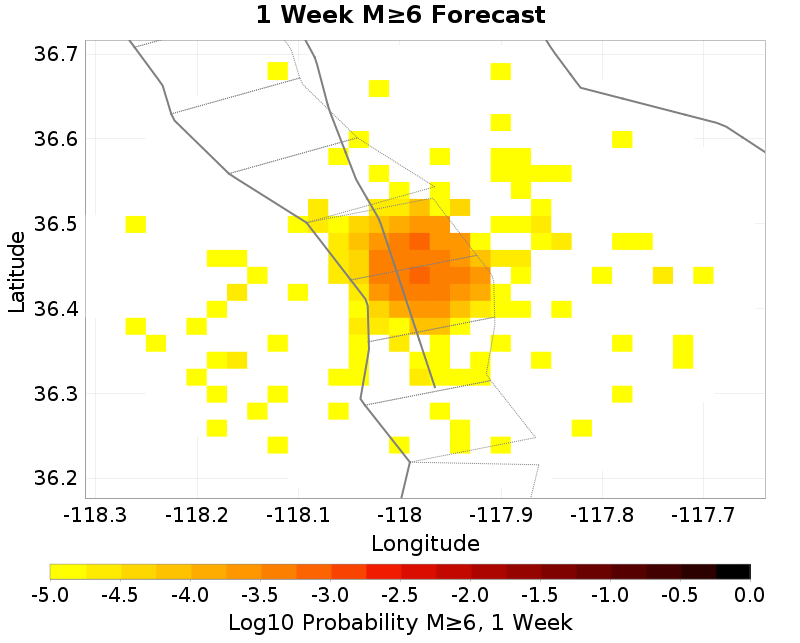 1 Week M≥6 Forecast
36.7
36.6
36.5
36.4
36.3
36.2
Latitude
-118.3 -118.2 -118.1 -118 -117.9 -117.8 -117.7
Longitude
-5.0 -4.5 -4.0 -3.5 -3.0 -2.5 -2.0 -1.5 -1.0 -0.5 0.0
Log10 Probability M≥6, 1 Week